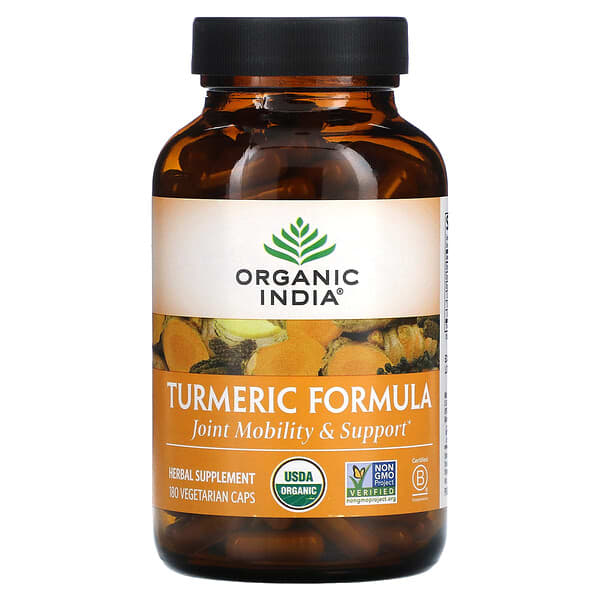 ORGANIC
INDIA®
TURMERIC FORMULA
Joint Mobility & Support*
HERBAL SUPPLEMENT
180 VEGETARIAN CAPS
USDA
ORGANIC
NON
GMO
Project
VERIFIED
nongmoproject.org
Certified
B